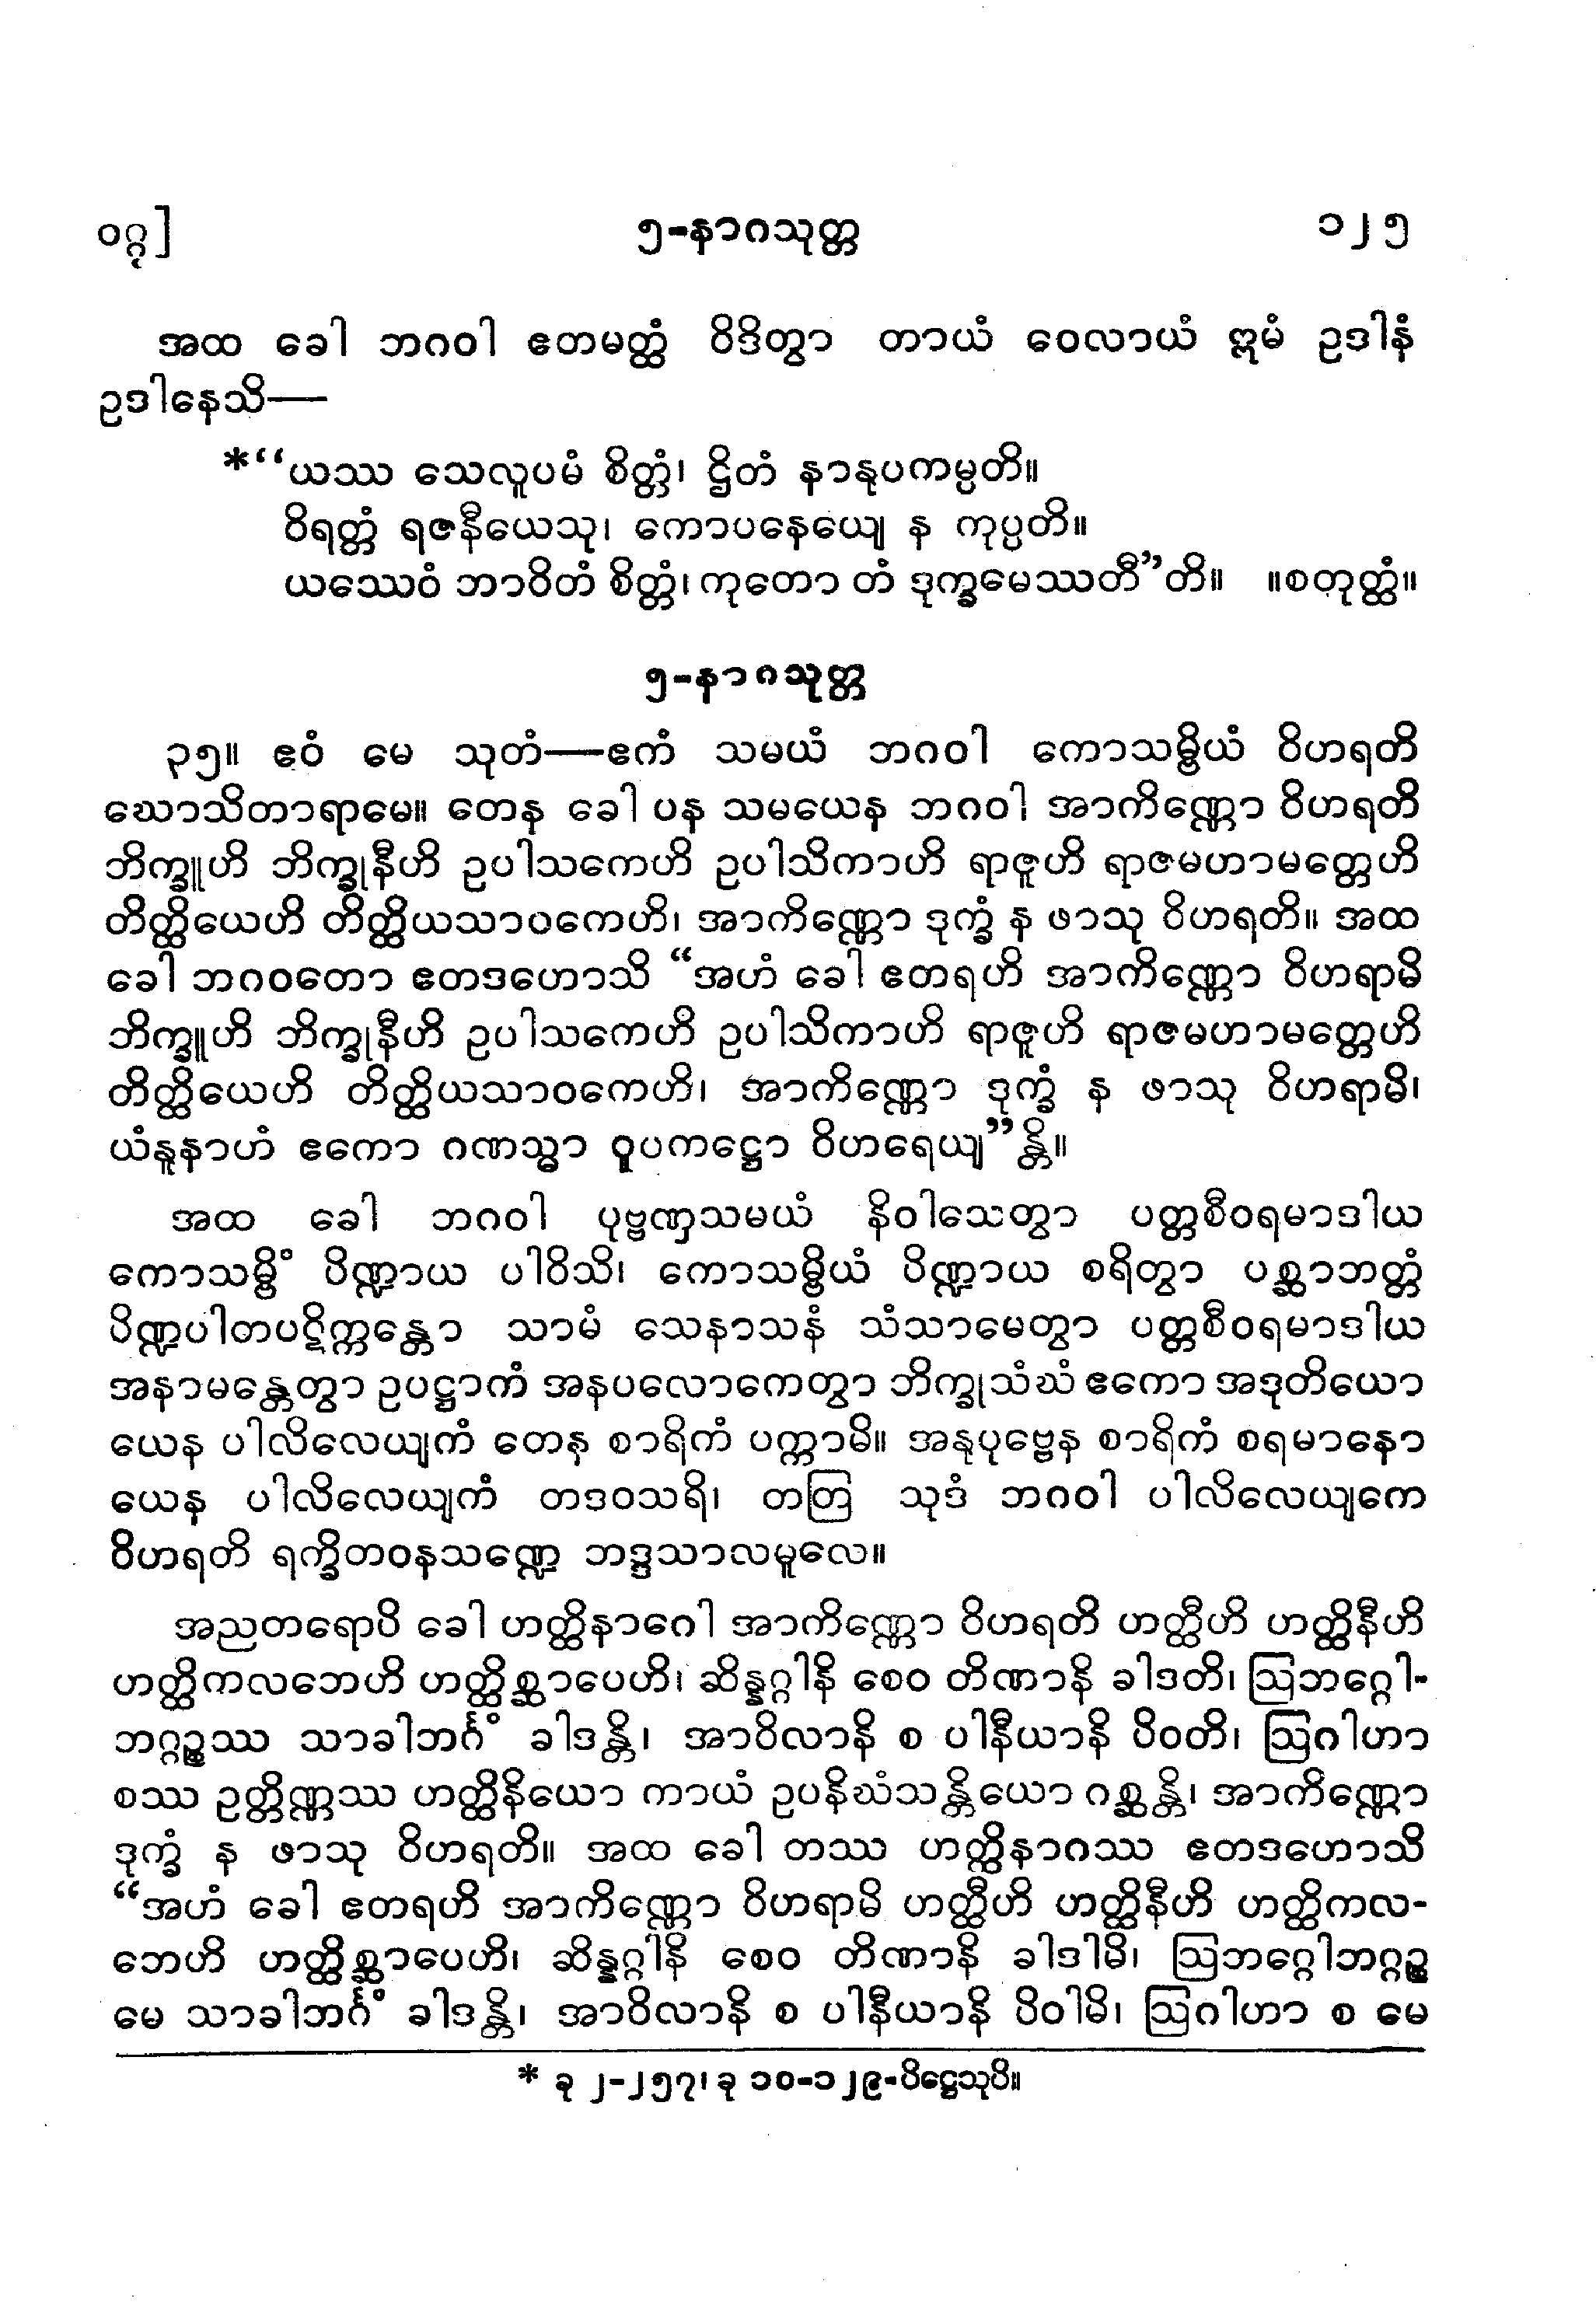 ဝဂ္ဂ]
၅-နာဂသုတ္တ
၁၂၅
အထ ခေါ ဘဂဝါ ဧတမတ္ထံ ဝိဒိတွာ တာယံ ဝေလာယံ ဣမံ ဥဒါနံ
ဥဒါနေသိ—
*“ယဿ သေလူပမံ စိတ္တံ၊ ဌိတံ နာနုပကမ္ပတိ။
ဝိရတ္တံ ရဇနီယေသု၊ ကောပနေယျေ န ကုပ္ပတိ။
ယဿေဝံ ဘာဝိတံ စိတ္တံ၊ ကုတော တံ ဒုက္ခမေဿတီ”တိ။ ။စတုတ္ထံ။
၅-နာဂသုတ္တ
၃၅။ ဧဝံ မေ သုတံ—ဧကံ သမယံ ဘဂဝါ ကောသမ္ဗိယံ ဝိဟရတိ
ဃောသိတာရာမေ။ တေန ခေါ ပန သမယေန ဘဂဝါ အာကိဏ္ဏော ဝိဟရတိ
ဘိက္ခူဟိ ဘိက္ခုနီဟိ ဥပါသကေဟိ ဥပါသိကာဟိ ရာဇူဟိ ရာဇမဟာမတ္တေဟိ
တိတ္ထိယေဟိ တိတ္ထိယသာဝကေဟိ၊ အာကိဏ္ဏော ဒုက္ခံ န ဖာသု ဝိဟရတိ။ အထ
ခေါ ဘဂဝတော ဧတဒဟောသိ “အဟံ ခေါ ဧတရဟိ အာကိဏ္ဏော ဝိဟရာမိ
ဘိက္ခူဟိ ဘိက္ခုနီဟိ ဥပါသကေဟိ ဥပါသိကာဟိ ရာဇူဟိ ရာဇမဟာမတ္တေဟိ
တိတ္ထိယေဟိ တိတ္ထိယသာဝကေဟိ၊ အာကိဏ္ဏော ဒုက္ခံ န ဖာသု ဝိဟရာမိ၊
ယံနူနာဟံ ဧကော ဂဏသ္မာ ဝူပကဋ္ဌော ဝိဟရေယျ”န္တိ။
အထ ခေါ ဘဂဝါ ပုဗ္ဗဏှသမယံ နိဝါသေတွာ ပတ္တစီဝရမာဒါယ
ကောသမ္ဗိံ ပိဏ္ဍာယ ပါဝိသိ၊ ကောသမ္ဗိယံ ပိဏ္ဍာယ စရိတွာ ပစ္ဆာဘတ္တံ
ပိဏ္ဍပါတပဋိက္ကန္တော သာမံ သေနာသနံ သံသာမေတွာ ပတ္တစီဝရမာဒါယ
အနာမန္တေတွာ ဥပဋ္ဌာကံ အနပလောကေတွာ ဘိက္ခုသံဃံ ဧကော အဒုတိယော
ယေန ပါလိလေယျကံ တေန စာရိကံ ပက္ကာမိ။ အနုပုဗ္ဗေန စာရိကံ စရမာနော
ယေန ပါလိလေယျကံ တဒဝသရိ၊ တတြ သုဒံ ဘဂဝါ ပါလိလေယျကေ
ဝိဟရတိ ရက္ခိတဝနသဏ္ဍေ ဘဒ္ဒသာလမူလေ။
အညတရောပိ ခေါ ဟတ္ထိနာဂေါ အာကိဏ္ဏော ဝိဟရတိ ဟတ္ထီဟိ ဟတ္ထိနီဟိ
ဟတ္ထိကလဘေဟိ ဟတ္ထိစ္ဆာပေဟိ၊ ဆိန္နဂ္ဂါနိ စေဝ တိဏာနိ ခါဒတိ၊ ဩဘဂ္ဂေါ-
ဘဂ္ဂဉ္စဿ သာခါဘင်္ဂံ ခါဒန္တိ၊ အာဝိလာနိ စ ပါနီယာနိ ပိဝတိ၊ ဩဂါဟာ
စဿ ဥတ္တိဏ္ဏဿ ဟတ္ထိနိယော ကာယံ ဥပနိဃံသန္တိယော ဂစ္ဆန္တိ၊ အာကိဏ္ဏော
ဒုက္ခံ န ဖာသု ဝိဟရတိ။ အထ ခေါ တဿ ဟတ္ထိနာဂဿ ဧတဒဟောသိ
“အဟံ ခေါ ဧတရဟိ အာကိဏ္ဏော ဝိဟရာမိ ဟတ္ထီဟိ ဟတ္ထိနီဟိ ဟတ္ထိကလ-
ဘေဟိ ဟတ္ထိစ္ဆာပေဟိ၊ ဆိန္နဂ္ဂါနိ စေဝ တိဏာနိ ခါဒါမိ၊ ဩဘဂ္ဂေါဘဂ္ဂဉ္စ
မေ သာခါဘင်္ဂံ ခါဒန္တိ၊ အာဝိလာနိ စ ပါနီယာနိ ပိဝါမိ၊ ဩဂါဟာ စ မေ
* ခု ၂-၂၅၇၊ ခု ၁၀-၁၂၉-ပိဋ္ဌေသုပိ။